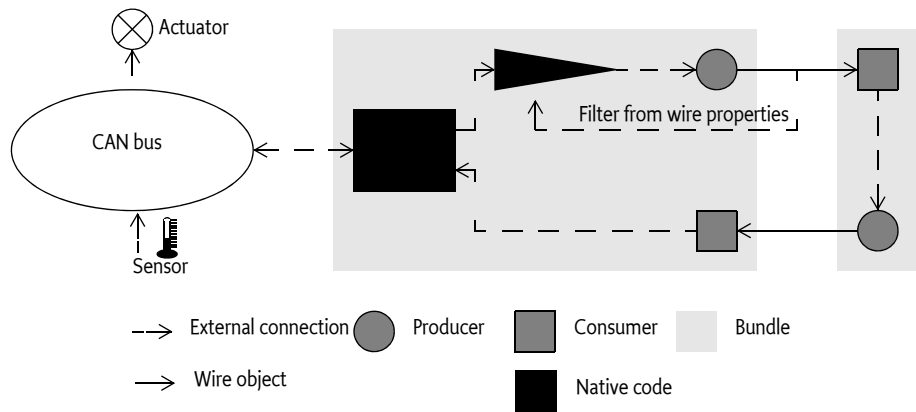 Actuator
Filter from wire properties
CAN bus
Sensor
External connection
Producer
Consumer
Bundle
Wire object
Native code